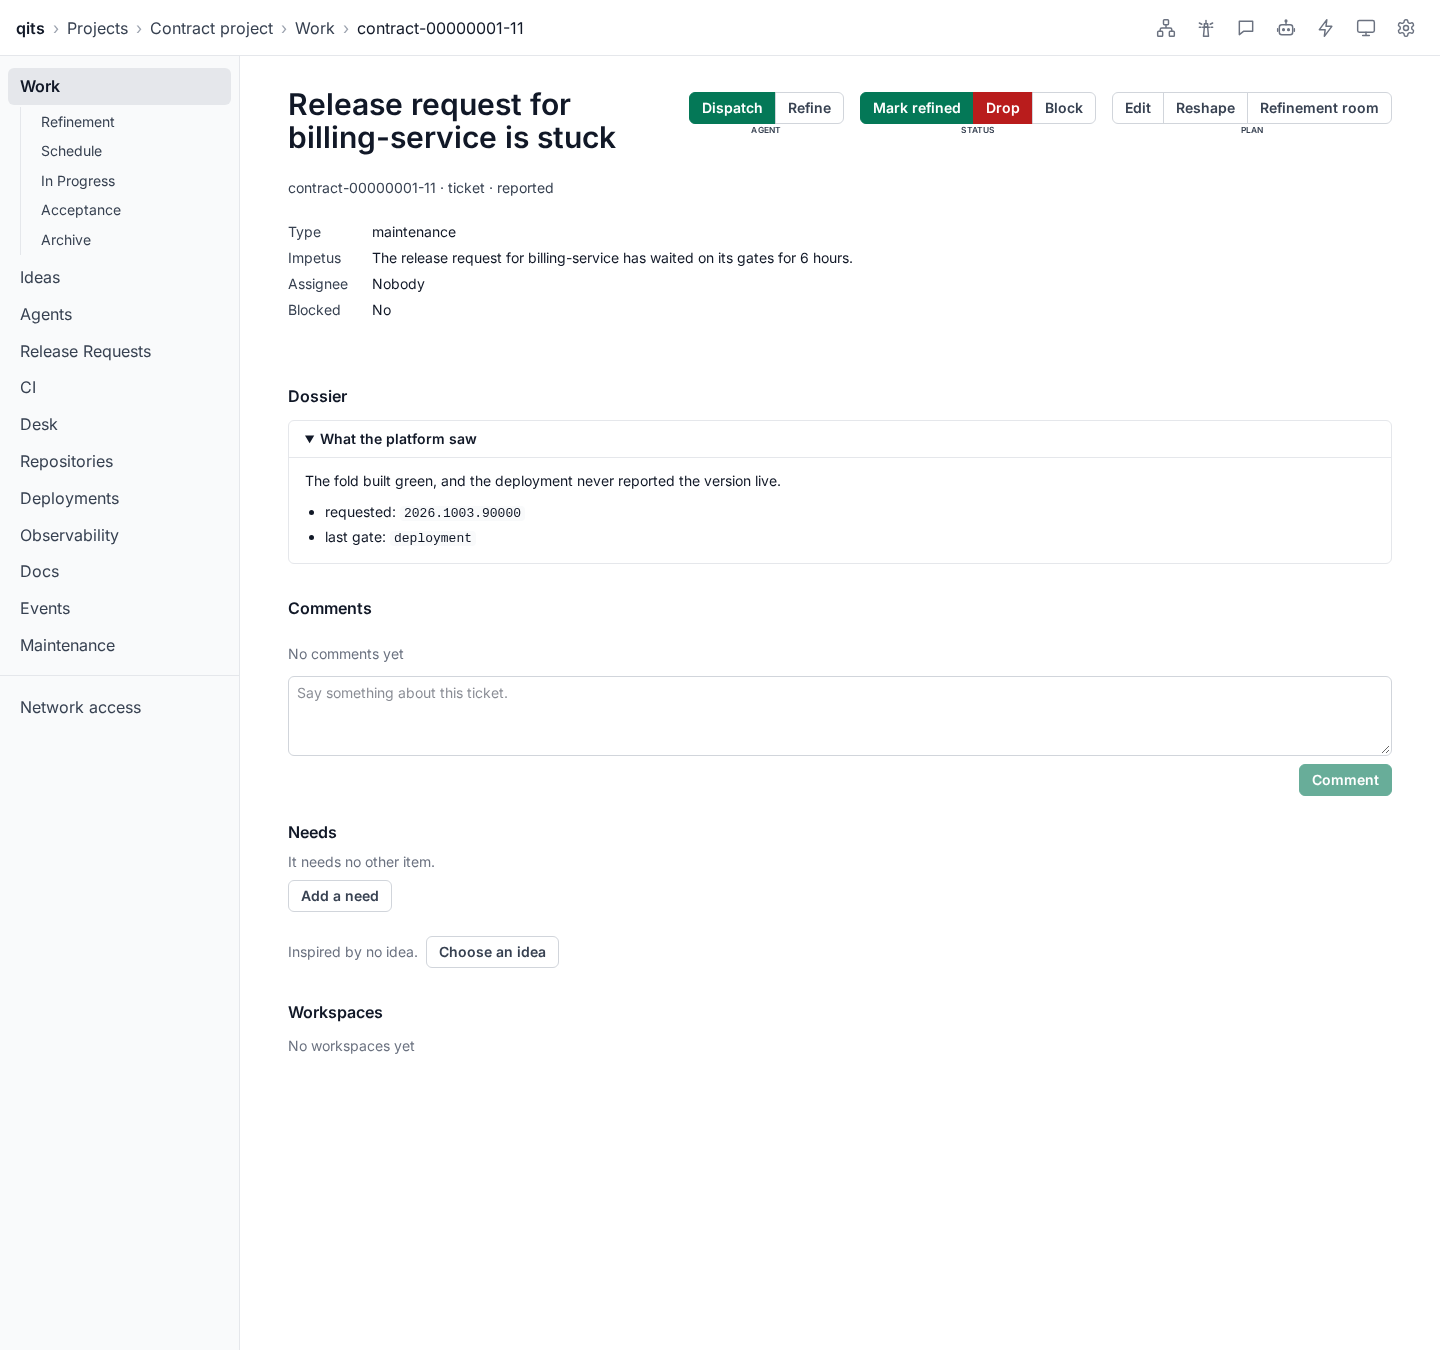 qits › Projects › Contract project › Work › contract-00000001-11
Work
Refinement
Schedule
In Progress
Acceptance
Archive
Ideas
Agents
Release Requests
CI
Desk
Repositories
Deployments
Observability
Docs
Events
Maintenance
Network access
Release request for
billing-service is stuck
Dispatch Refine
AGENT
Mark refined Drop Block
STATUS
Edit Reshape Refinement room
PLAN
contract-00000001-11 · ticket · reported
Type maintenance
Impetus The release request for billing-service has waited on its gates for 6 hours.
Assignee Nobody
Blocked No
Dossier
▼ What the platform saw
The fold built green, and the deployment never reported the version live.
• requested: 2026.1003.90000
• last gate: deployment
Comments
No comments yet
Say something about this ticket.
Comment
Needs
It needs no other item.
Add a need
Inspired by no idea. Choose an idea
Workspaces
No workspaces yet